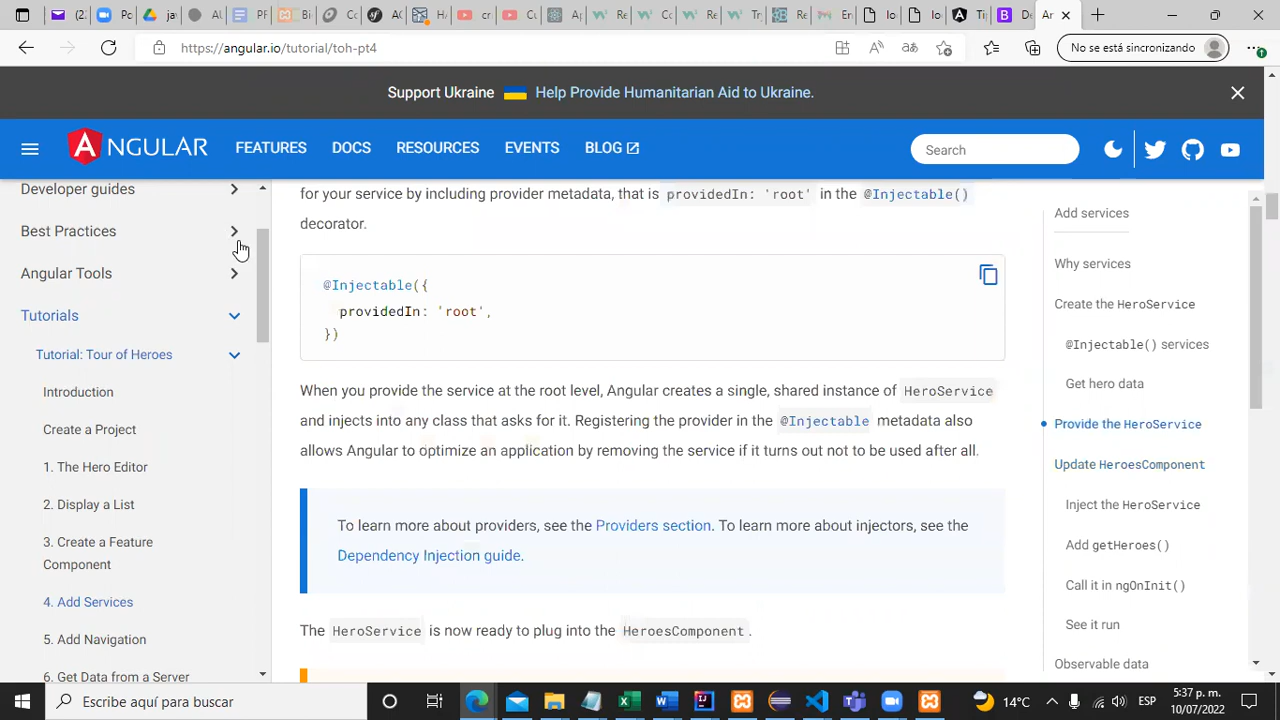 https://angular.io/tutorial/toh-pt4
No se está sincronizando
Support Ukraine Help Provide Humanitarian Aid to Ukraine.
ANGULAR FEATURES DOCS RESOURCES EVENTS BLOG
Search
Developer guides
Best Practices
Angular Tools
Tutorials
Tutorial: Tour of Heroes
Introduction
Create a Project
1. The Hero Editor
2. Display a List
3. Create a Feature
Component
4. Add Services
5. Add Navigation
6. Get Data from a Server
for your service by including provider metadata, that is providedIn: 'root' in the @Injectable()
decorator.
@Injectable({
providedIn: 'root',
})
When you provide the service at the root level, Angular creates a single, shared instance of HeroService
and injects into any class that asks for it. Registering the provider in the @Injectable metadata also
allows Angular to optimize an application by removing the service if it turns out not to be used after all.
To learn more about providers, see the Providers section. To learn more about injectors, see the
Dependency Injection guide.
The HeroService is now ready to plug into the HeroesComponent.
Add services
Why services
Create the HeroService
@Injectable() services
Get hero data
Provide the HeroService
Update HeroesComponent
Inject the HeroService
Add getHeroes()
Call it in ngOnInit()
See it run
Observable data
Escribe aquí para buscar
14°C
ESP
5:37 p. m.
10/07/2022